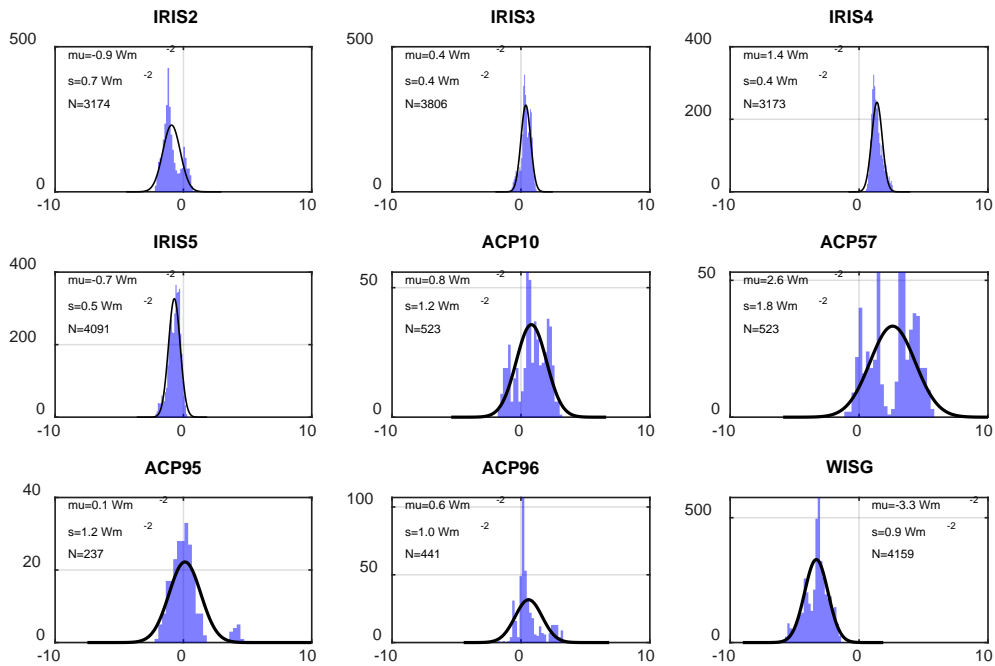 IRIS2
500
0
-10 0 10
mu=-0.9 Wm-2
s=0.7 Wm-2
N=3174
IRIS3
500
0
-10 0 10
mu=0.4 Wm-2
s=0.4 Wm-2
N=3806
IRIS4
400
200
0
-10 0 10
mu=1.4 Wm-2
s=0.4 Wm-2
N=3173
IRIS5
400
200
0
-10 0 10
mu=-0.7 Wm-2
s=0.5 Wm-2
N=4091
ACP10
50
0
-10 0 10
mu=0.8 Wm-2
s=1.2 Wm-2
N=523
ACP57
50
0
-10 0 10
mu=2.6 Wm-2
s=1.8 Wm-2
N=523
ACP95
40
20
0
-10 0 10
mu=0.1 Wm-2
s=1.2 Wm-2
N=237
ACP96
100
50
0
-10 0 10
mu=0.6 Wm-2
s=1.0 Wm-2
N=441
WISG
500
0
-10 0 10
mu=-3.3 Wm-2
s=0.9 Wm-2
N=4159